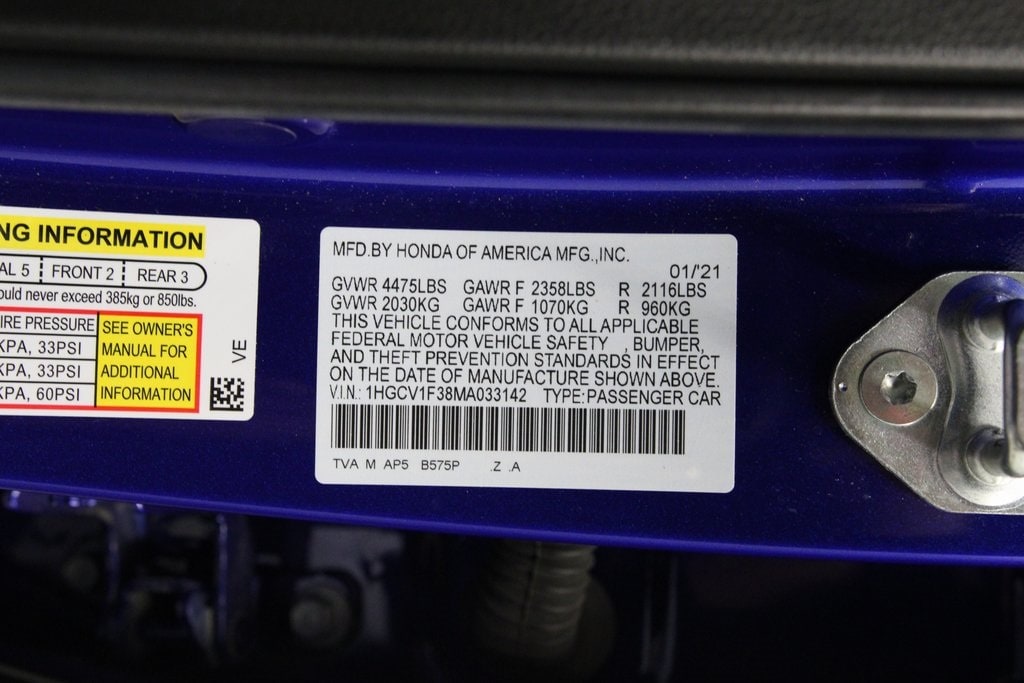 NG INFORMATION
AL 5 FRONT 2 REAR 3
ould never exceed 385kg or 850lbs.
IRE PRESSURE
KPA, 33PSI
KPA, 33PSI
KPA, 60PSI
SEE OWNER'S
MANUAL FOR
ADDITIONAL
INFORMATION
VE
MFD.BY HONDA OF AMERICA MFG.,INC.
01/'21
GVWR 4475LBS GAWR F 2358LBS R 2116LBS
GVWR 2030KG GAWR F 1070KG R 960KG
THIS VEHICLE CONFORMS TO ALL APPLICABLE
FEDERAL MOTOR VEHICLE SAFETY , BUMPER,
AND THEFT PREVENTION STANDARDS IN EFFECT
ON THE DATE OF MANUFACTURE SHOWN ABOVE.
V.I.N.: 1HGCV1F38MA033142 TYPE:PASSENGER CAR
TVA M AP5 B575P .Z .A